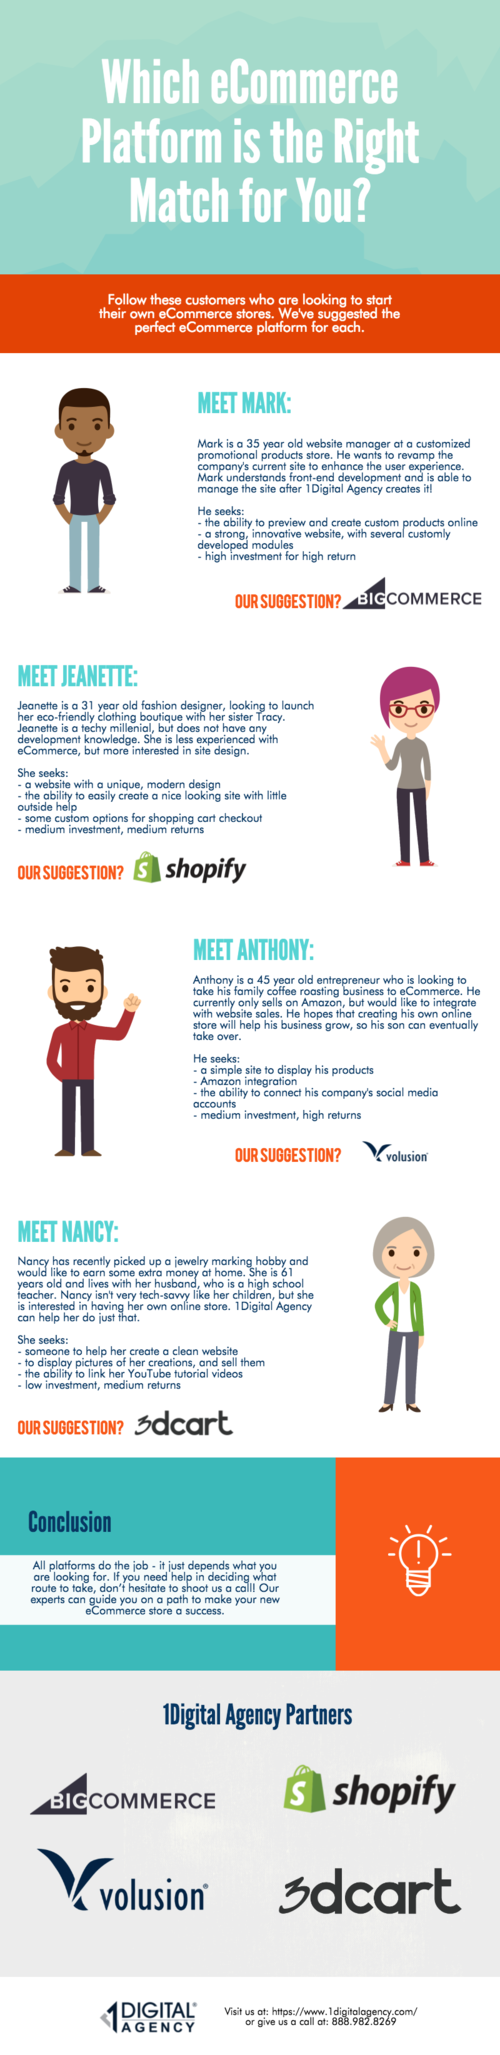 Which eCommerce
Platform is the Right
Match for You?
Follow these customers who are looking to start
their own eCommerce stores. We've suggested the
perfect eCommerce platform for each.
MEET MARK:
Mark is a 35 year old website manager at a customized
promotional products store. He wants to revamp the
company's current site to enhance the user experience.
Mark understands front-end development and is able to
manage the site after 1Digital Agency creates it!
He seeks:
- the ability to preview and create custom products online
- a strong, innovative website, with several customly
developed modules
- high investment for high return
OUR SUGGESTION? BIGCOMMERCE
MEET JEANETTE:
Jeanette is a 31 year old fashion designer, looking to launch
her eco-friendly clothing boutique with her sister Tracy.
Jeanette is a techy millenial, but does not have any
development knowledge. She is less experienced with
eCommerce, but more interested in site design.
She seeks:
- a website with a unique, modern design
- the ability to easily create a nice looking site with little
outside help
- some custom options for shopping cart checkout
- medium investment, medium returns
OUR SUGGESTION? S shopify
MEET ANTHONY:
Anthony is a 45 year old entrepreneur who is looking to
take his family coffee roasting business to eCommerce. He
currently only sells on Amazon, but would like to integrate
with website sales. He hopes that creating his own online
store will help his business grow, so his son can eventually
take over.
He seeks:
- a simple site to display his products
- Amazon integration
- the ability to connect his company's social media
accounts
- medium investment, high returns
OUR SUGGESTION? volusion
MEET NANCY:
Nancy has recently picked up a jewelry marking hobby and
would like to earn some extra money at home. She is 61
years old and lives with her husband, who is a high school
teacher. Nancy isn't very tech-savvy like her children, but she
is interested in having her own online store. 1Digital Agency
can help her do just that.
She seeks:
- someone to help her create a clean website
- to display pictures of her creations, and sell them
- the ability to link her YouTube tutorial videos
- low investment, medium returns
OUR SUGGESTION? 3dcart
Conclusion
All platforms do the job - it just depends what you
are looking for. If you need help in deciding what
route to take, don't hesitate to shoot us a call! Our
experts can guide you on a path to make your new
eCommerce store a success.
1Digital Agency Partners
BIGCOMMERCE
S shopify
volusion®
3dcart
1DIGITAL®
AGENCY
Visit us at: https://www.1digitalagency.com/
or give us a call at: 888.982.8269